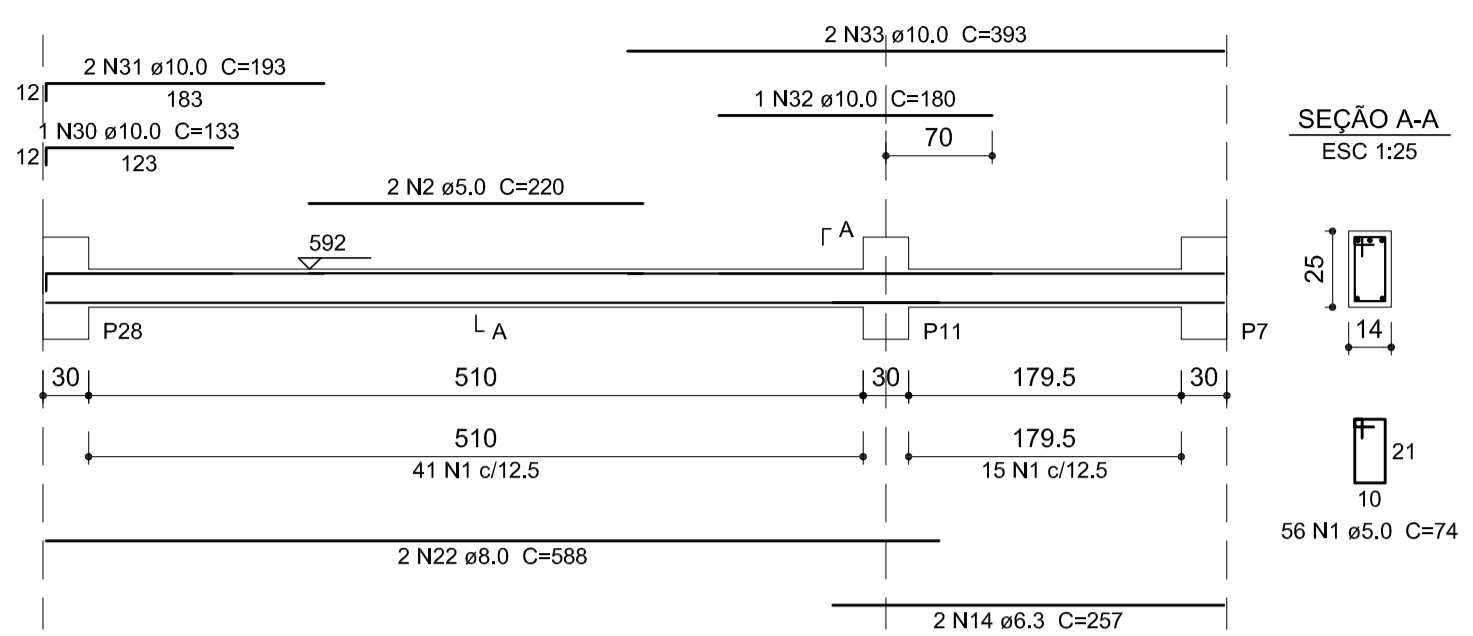 2 N33 ø10.0 C=393
2 N31 ø10.0 C=193
12
183
1 N32 ø10.0 C=180
SEÇÃO A-A
ESC 1:25
1 N30 ø10.0 C=133
12
123
70
2 N2 ø5.0 C=220
592
A
25
14
P28
A
P11
P7
30
510
30
179.5
30
510
41 N1 c/12.5
179.5
15 N1 c/12.5
21
10
56 N1 ø5.0 C=74
2 N22 ø8.0 C=588
2 N14 ø6.3 C=257